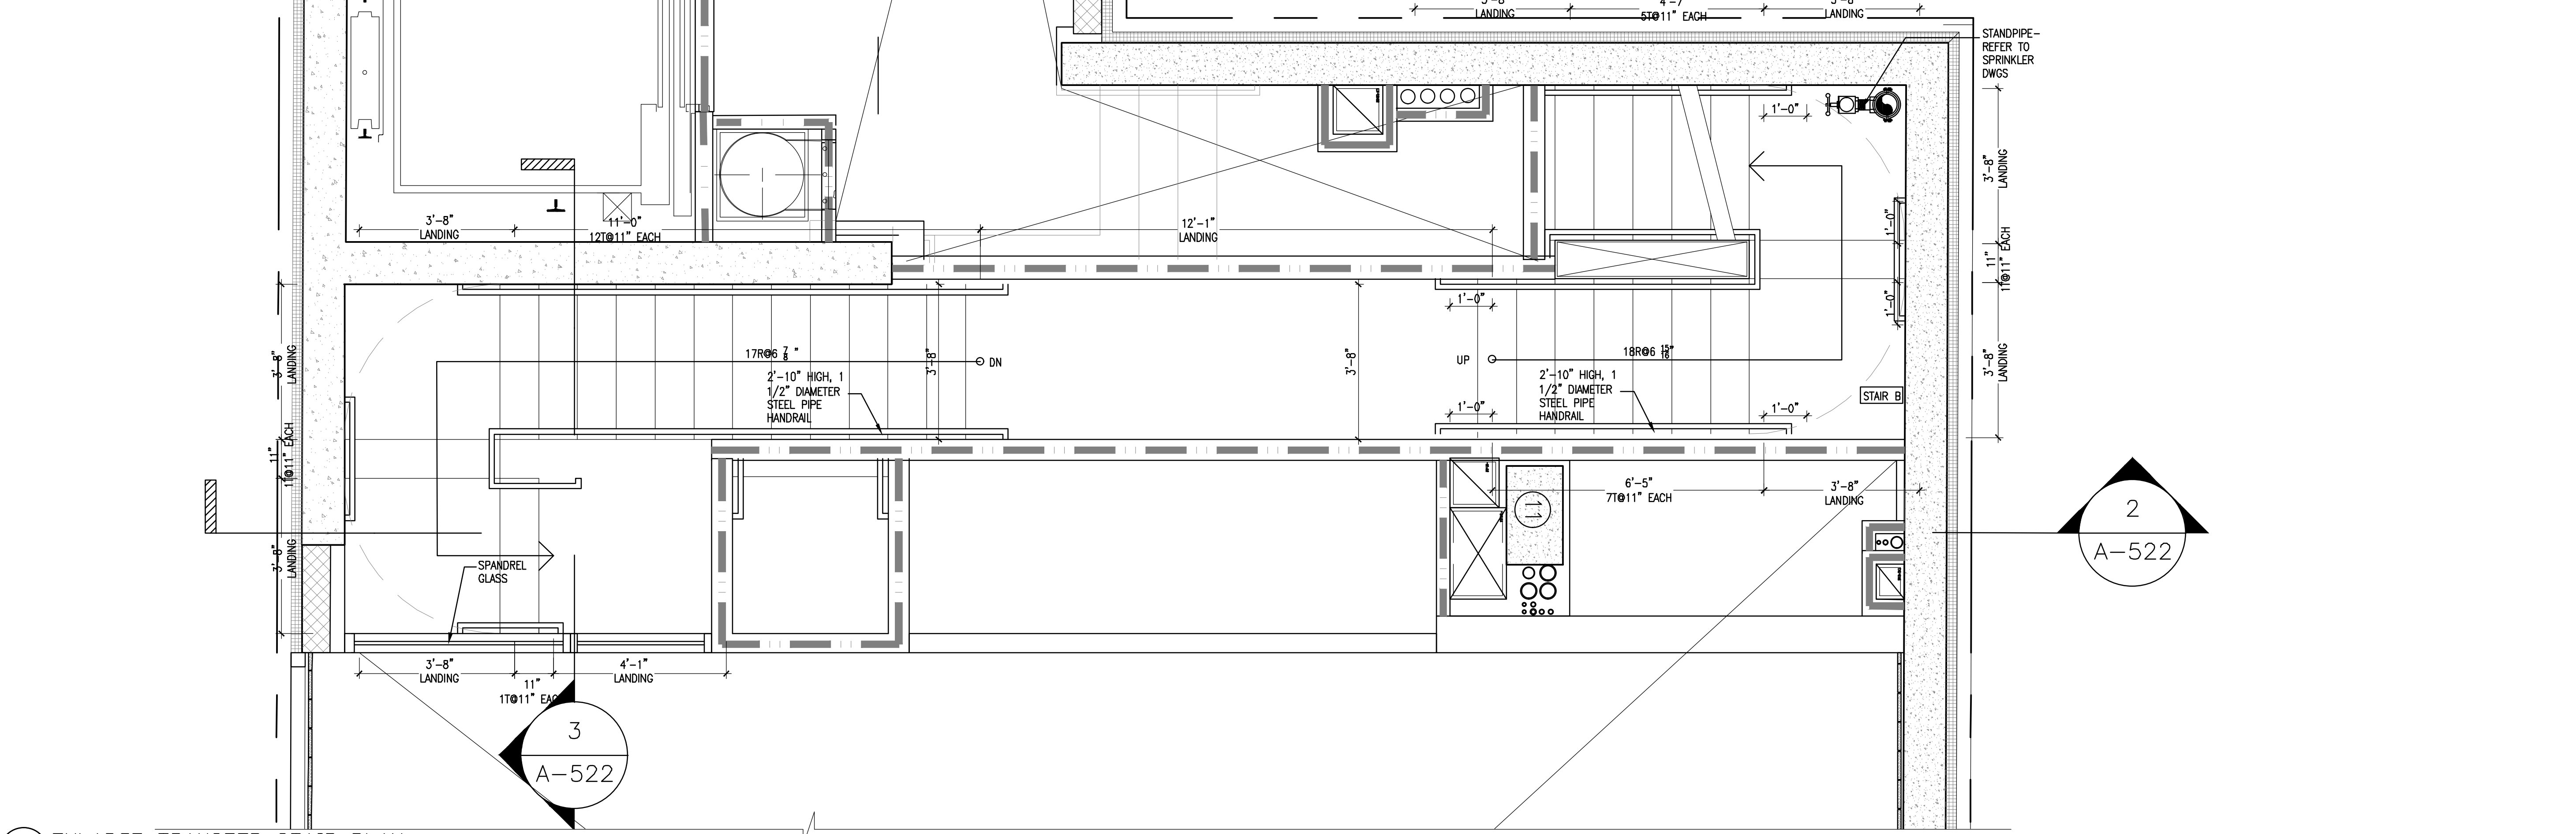 LANDING
5T@11" EACH
LANDING
STANDPIPE-
REFER TO
SPRINKLER
DWGS
1'-0"
3'-8"
LANDING
3'-8"
LANDING
11'-0"
12T@11" EACH
12'-1"
LANDING
1'-0"
11"
1T@11" EACH
1'-0"
1'-0"
3'-8"
LANDING
17R@6 7/8"
DN
3'-8"
3'-8"
UP
18R@6 15/16"
3'-8"
LANDING
2'-10" HIGH, 1
1/2" DIAMETER
STEEL PIPE
HANDRAIL
2'-10" HIGH, 1
1/2" DIAMETER
STEEL PIPE
HANDRAIL
STAIR B
1'-0"
1'-0"
11"
1T@11" EACH
6'-5"
7T@11" EACH
3'-8"
LANDING
11
2
A-522
3'-8"
LANDING
SPANDREL
GLASS
3'-8"
LANDING
11"
1T@11" EAC
4'-1"
LANDING
3
A-522